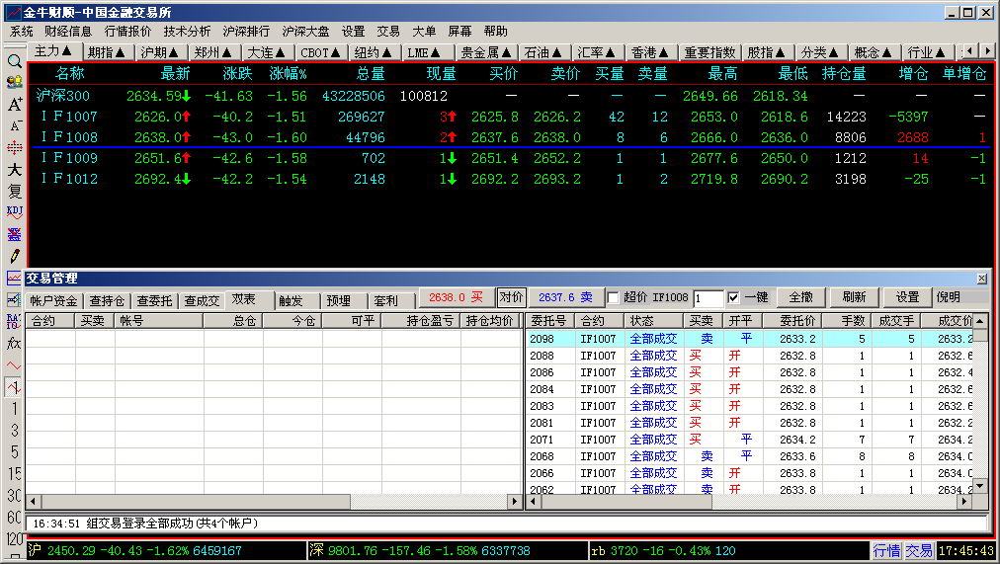 金牛财顺-中国金融交易所
系统 财经信息 行情报价 技术分析 沪深排行 沪深大盘 设置 交易 大单 屏幕 帮助
主力▲ 期指▲ 沪期▲ 郑州▲ 大连▲ CBOT▲ 纽约▲ LME▲ 贵金属▲ 石油▲ 汇率▲ 香港▲ 重要指数 股指▲ 分类▲ 概念▲ 行业▲
名称 最新 涨跌 涨幅% 总量 现量 买价 卖价 买量 卖量 最高 最低 持仓量 增仓 单增仓
沪深300 2634.59↓ -41.63 -1.56 43228506 100812 — — — — 2649.66 2618.34 — — —
ＩＦ1007 2626.0↑ -40.2 -1.51 269627 3↑ 2625.8 2626.2 42 12 2653.0 2618.6 14223 -5397 —
ＩＦ1008 2638.0↑ -43.0 -1.60 44796 2↑ 2637.6 2638.0 8 6 2666.0 2636.0 8806 2688 1
ＩＦ1009 2651.6↑ -42.6 -1.58 702 1↓ 2651.4 2652.2 1 1 2677.6 2650.0 1212 14 -1
ＩＦ1012 2692.4↓ -42.2 -1.54 2148 1↓ 2692.2 2693.2 1 2 2719.8 2690.2 3198 -25 -1
A+
A-
大
复
KDJ
f(x)
1
1
3
5
15
30
60
120
交易管理
帐户资金 查持仓 查委托 查成交 双表 触发 预埋 套利 2638.0 买 对价 2637.6 卖 超价 IF1008 1 一键 全撤 刷新 设置 倪明
合约 买卖 帐号 总仓 今仓 可平 持仓盈亏 持仓均价
委托号 合约 状态 买卖 开平 委托价 手数 成交手 成交价
2098 IF1007 全部成交 卖 平 2633.2 5 5 2633.2
2088 IF1007 全部成交 买 开 2632.8 1 1 2632.6
2086 IF1007 全部成交 买 开 2632.8 1 1 2632.4
2084 IF1007 全部成交 买 开 2632.8 1 1 2632.6
2083 IF1007 全部成交 买 开 2632.8 1 1 2632.6
2081 IF1007 全部成交 买 开 2632.8 1 1 2632.6
2071 IF1007 全部成交 买 平 2634.2 7 7 2634.2
2068 IF1007 全部成交 卖 平 2633.6 8 8 2634.0
2066 IF1007 全部成交 卖 开 2633.8 1 1 2634.0
2062 IF1007 全部成交 卖 开 2633.8 1 1 2634.2
16:34:51 组交易登录全部成功(共4个帐户)
沪 2450.29 -40.43 -1.62% 6459167 深 9801.76 -157.46 -1.58% 6337738 rb 3720 -16 -0.43% 120 行情 交易 17:45:43